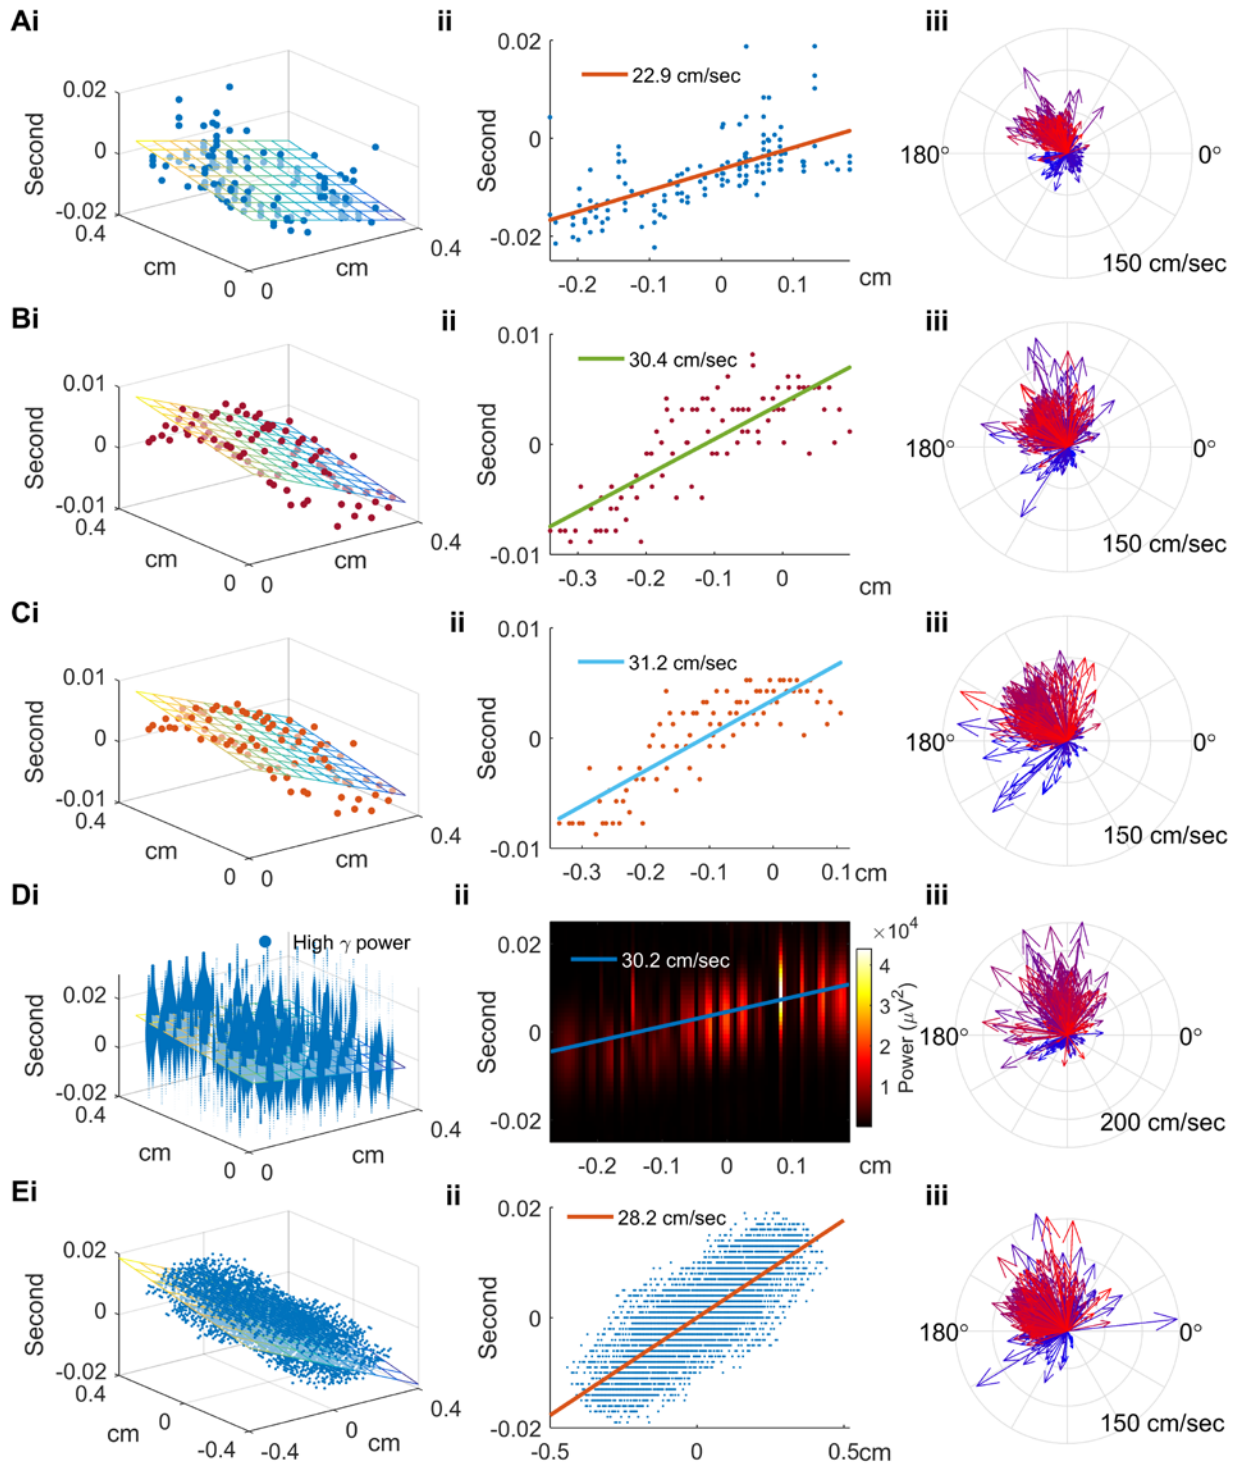 Ai
0.02
0
-0.02
0.4
Second
cm
0
0
cm
0.4
ii
0.02
0
-0.02
Second
22.9 cm/sec
-0.2 -0.1 0 0.1 cm
iii
180° 0°
150 cm/sec
Bi
0.01
0
-0.01
0.4
Second
cm
0
0
cm
0.4
ii
0.01
0
-0.01
Second
30.4 cm/sec
-0.3 -0.2 -0.1 0 cm
iii
180° 0°
150 cm/sec
Ci
0.01
0
-0.01
0.4
Second
cm
0
0
cm
0.4
ii
0.01
0
-0.01
Second
31.2 cm/sec
-0.3 -0.2 -0.1 0 0.1 cm
iii
180° 0°
150 cm/sec
Di
High γ power
0.02
0
-0.02
0.4
Second
cm
0
0
cm
0.4
ii
0.02
0
-0.02
Second
30.2 cm/sec
-0.2 -0.1 0 0.1 cm
×10⁴
4
3
2
1
Power (μV²)
iii
180° 0°
200 cm/sec
Ei
0.02
0
-0.02
0.4
Second
0
cm
-0.4
-0.4
0
cm
0.4
ii
0.02
0
-0.02
Second
28.2 cm/sec
-0.5 0 0.5 cm
iii
180° 0°
150 cm/sec